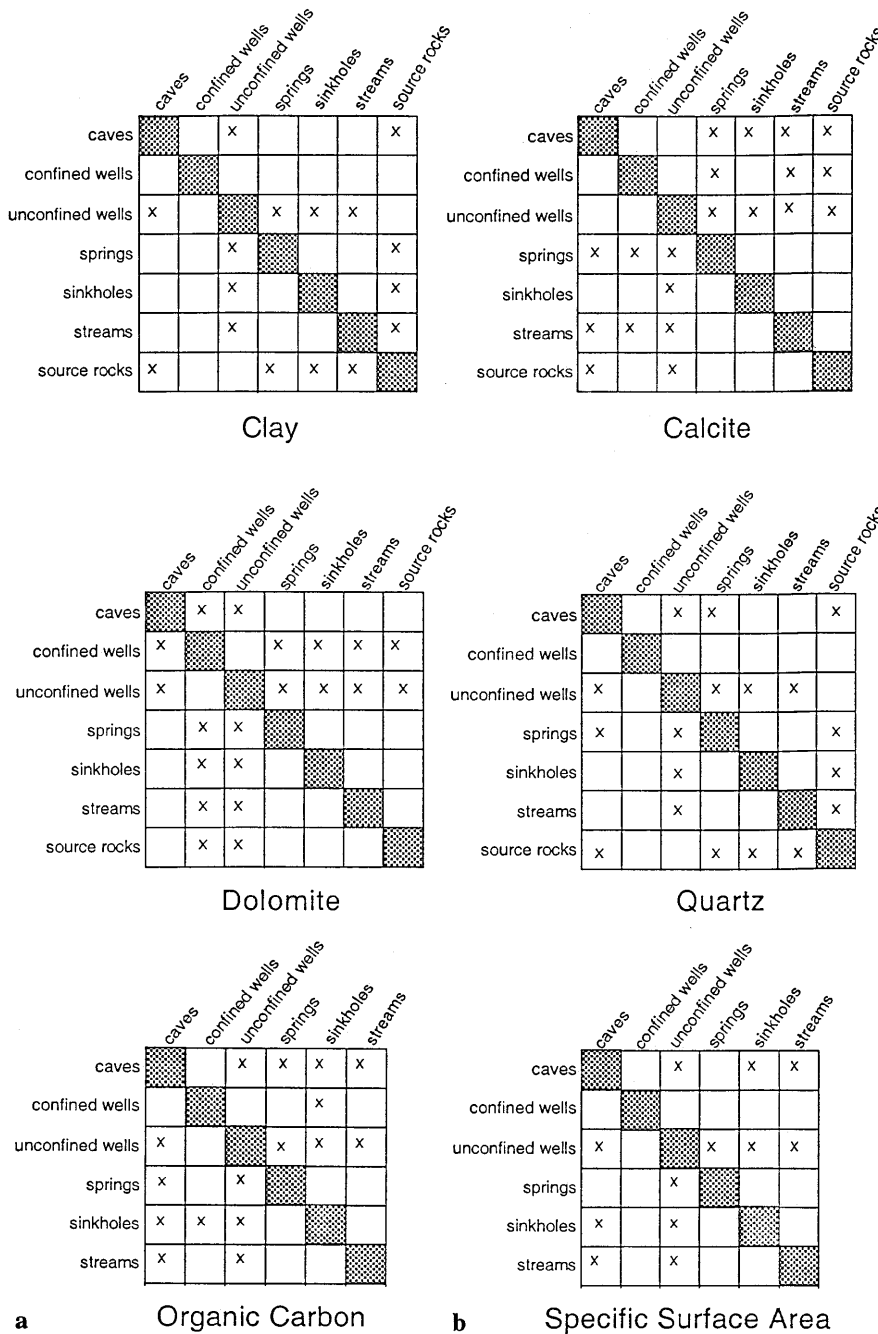 caves confined wells unconfined wells springs sinkholes streams source rocks
caves x x
confined wells
unconfined wells x x x x
springs x x
sinkholes x x
streams x x
source rocks x x x x
Clay
caves confined wells unconfined wells springs sinkholes streams source rocks
caves x x x x
confined wells x x x
unconfined wells x x x x
springs x x x
sinkholes x
streams x x x
source rocks x x
Calcite
caves confined wells unconfined wells springs sinkholes streams source rocks
caves x x
confined wells x x x x x
unconfined wells x x x x x
springs x x
sinkholes x x
streams x x
source rocks x x
Dolomite
caves confined wells unconfined wells springs sinkholes streams source rocks
caves x x x
confined wells
unconfined wells x x x x
springs x x x
sinkholes x x
streams x x
source rocks x x x x
Quartz
caves confined wells unconfined wells springs sinkholes streams
caves x x x x
confined wells x
unconfined wells x x x x
springs x x
sinkholes x x x
streams x x
a Organic Carbon
caves confined wells unconfined wells springs sinkholes streams
caves x x x
confined wells
unconfined wells x x x x
springs x
sinkholes x x
streams x x
b Specific Surface Area